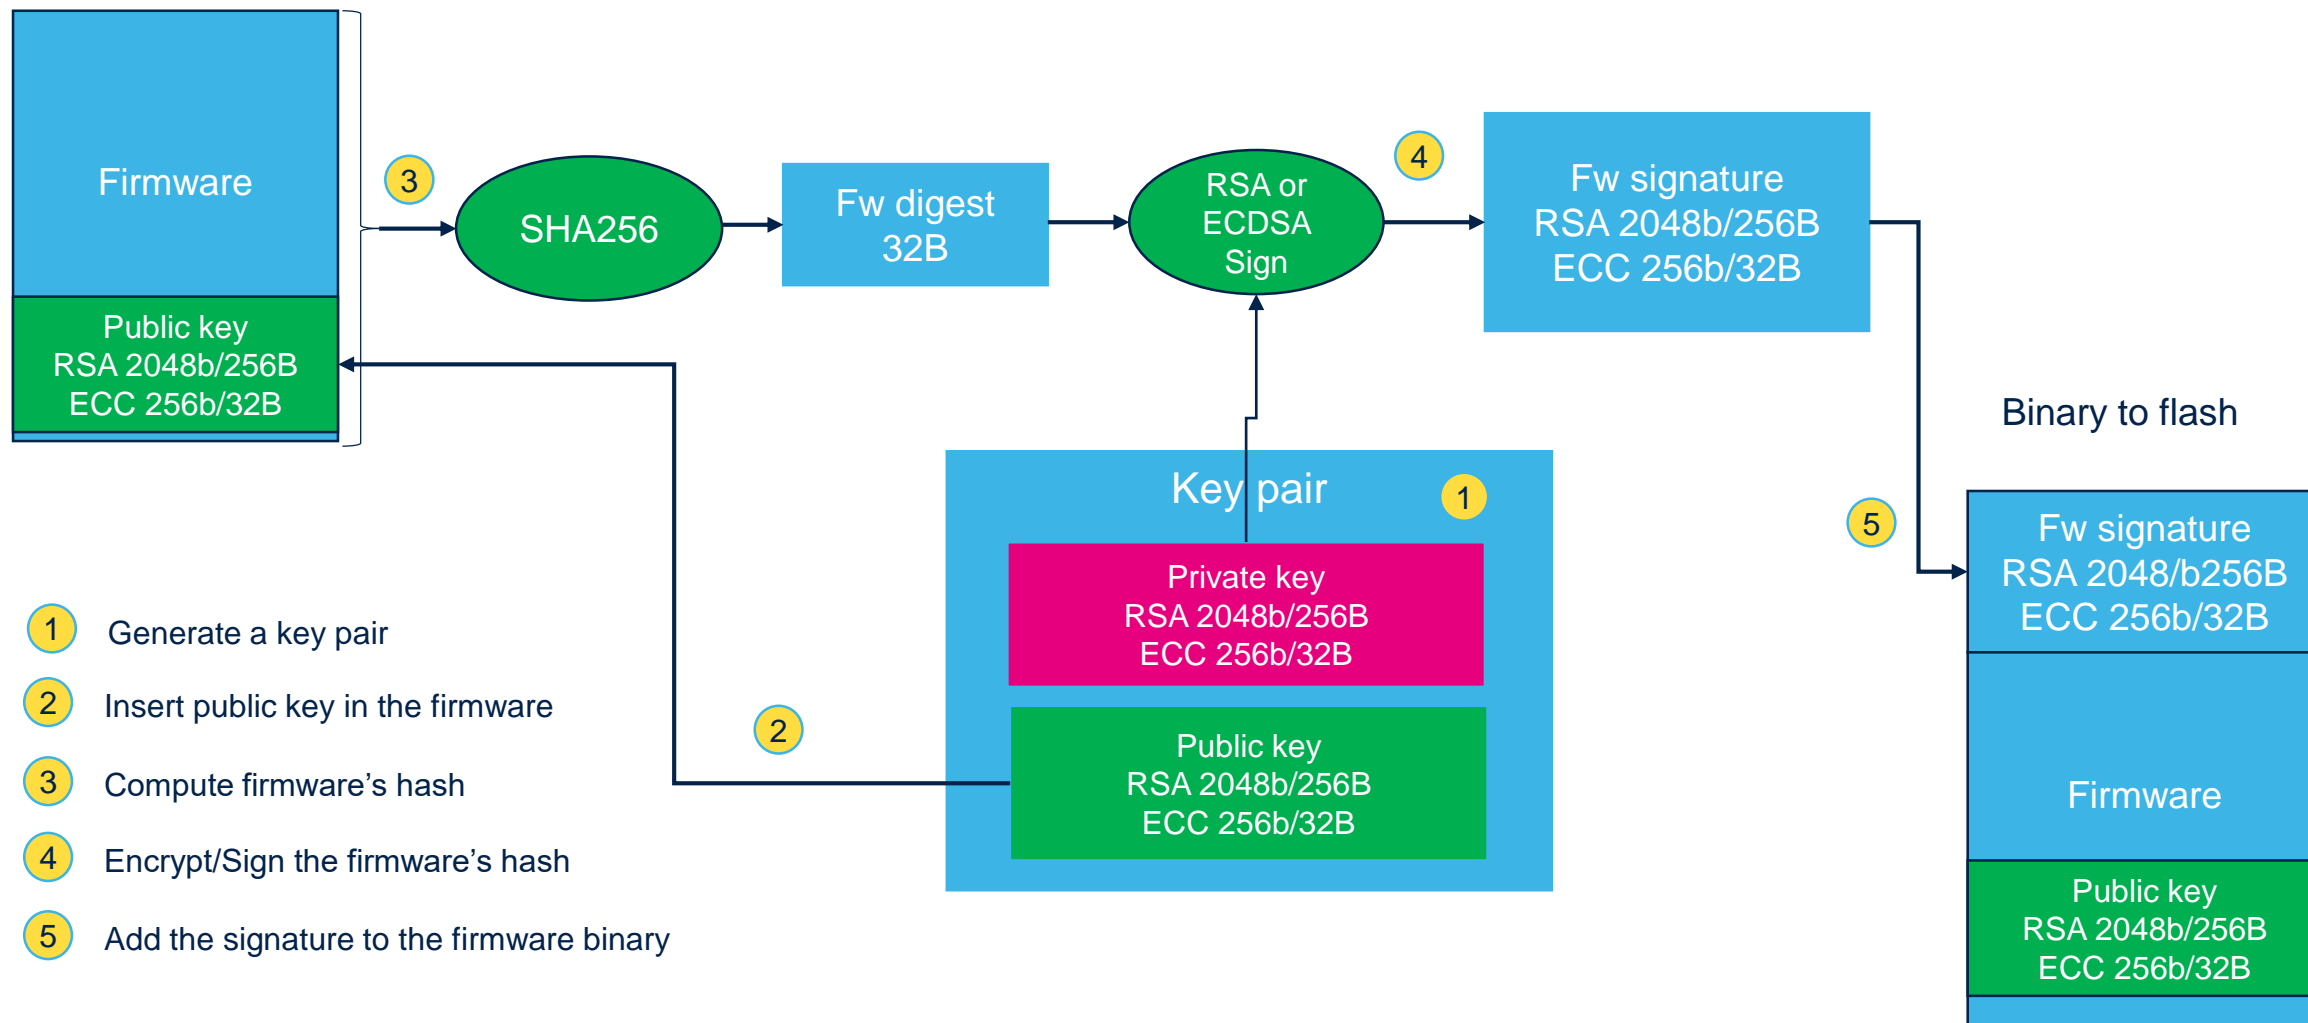 Firmware
Public key
RSA 2048b/256B
ECC 256b/32B
3
SHA256
Fw digest
32B
RSA or
ECDSA
Sign
4
Fw signature
RSA 2048b/256B
ECC 256b/32B
Key pair
1
Private key
RSA 2048b/256B
ECC 256b/32B
Public key
RSA 2048b/256B
ECC 256b/32B
2
Binary to flash
5
Fw signature
RSA 2048/b256B
ECC 256b/32B
Firmware
Public key
RSA 2048b/256B
ECC 256b/32B
1 Generate a key pair
2 Insert public key in the firmware
3 Compute firmware’s hash
4 Encrypt/Sign the firmware’s hash
5 Add the signature to the firmware binary